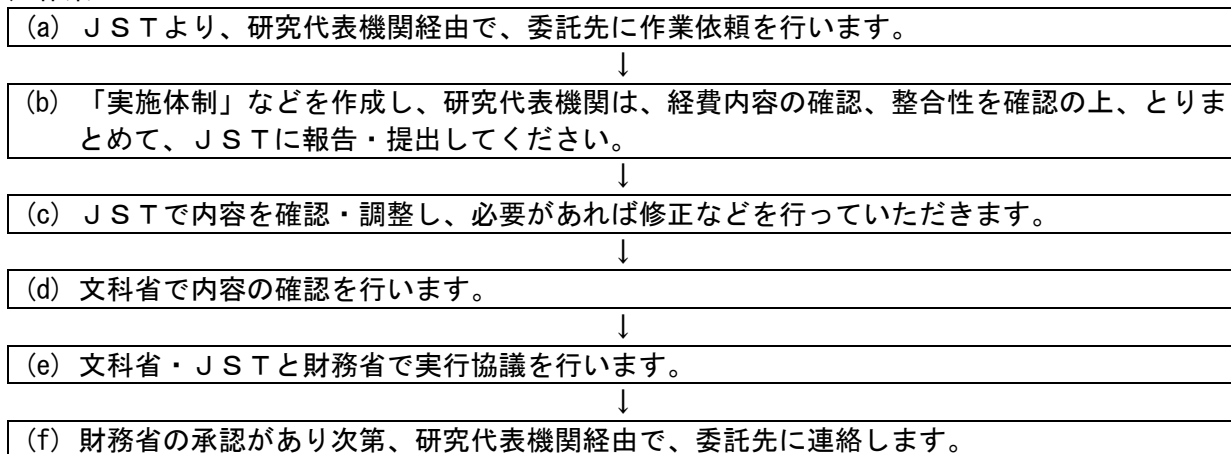 (a) ＪＳＴより、研究代表機関経由で、委託先に作業依頼を行います。
↓
(b) 「実施体制」などを作成し、研究代表機関は、経費内容の確認、整合性を確認の上、とりま
とめて、ＪＳＴに報告・提出してください。
↓
(c) ＪＳＴで内容を確認・調整し、必要があれば修正などを行っていただきます。
↓
(d) 文科省で内容の確認を行います。
↓
(e) 文科省・ＪＳＴと財務省で実行協議を行います。
↓
(f) 財務省の承認があり次第、研究代表機関経由で、委託先に連絡します。